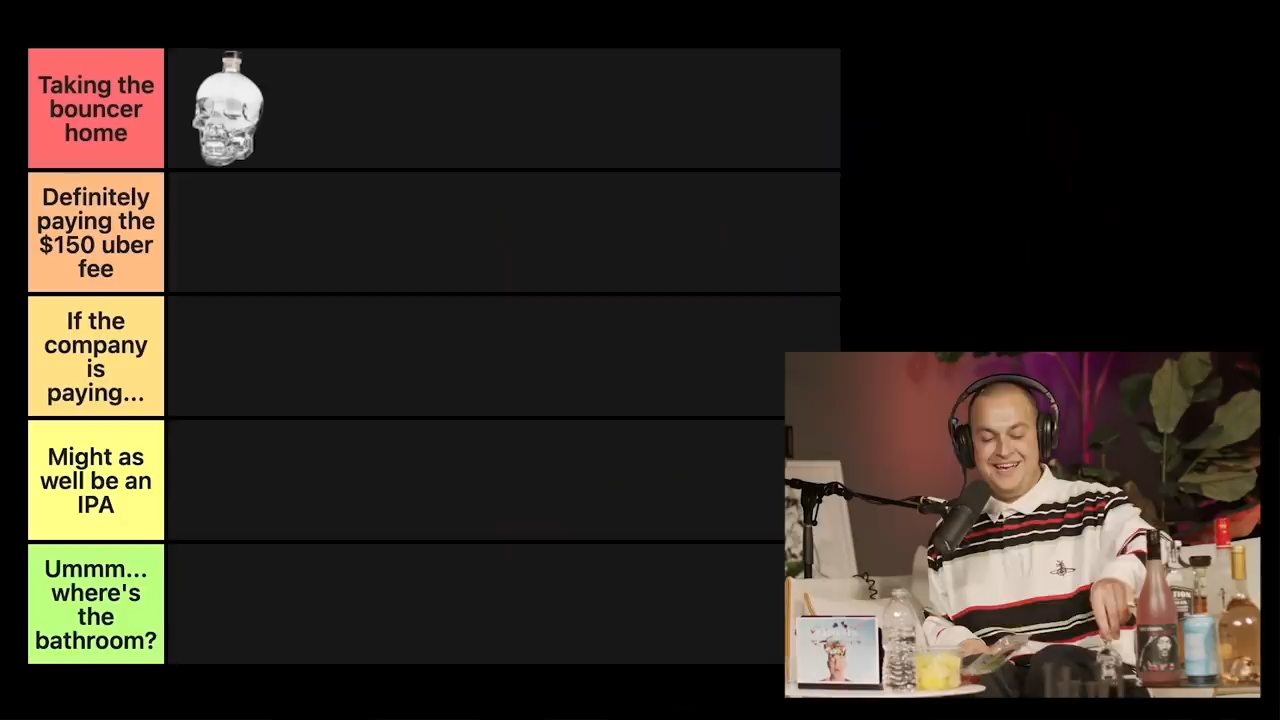 Taking the
bouncer
home
Definitely
paying the
$150 uber
fee
If the
company
is
paying...
Might as
well be an
IPA
Ummm...
where's
the
bathroom?